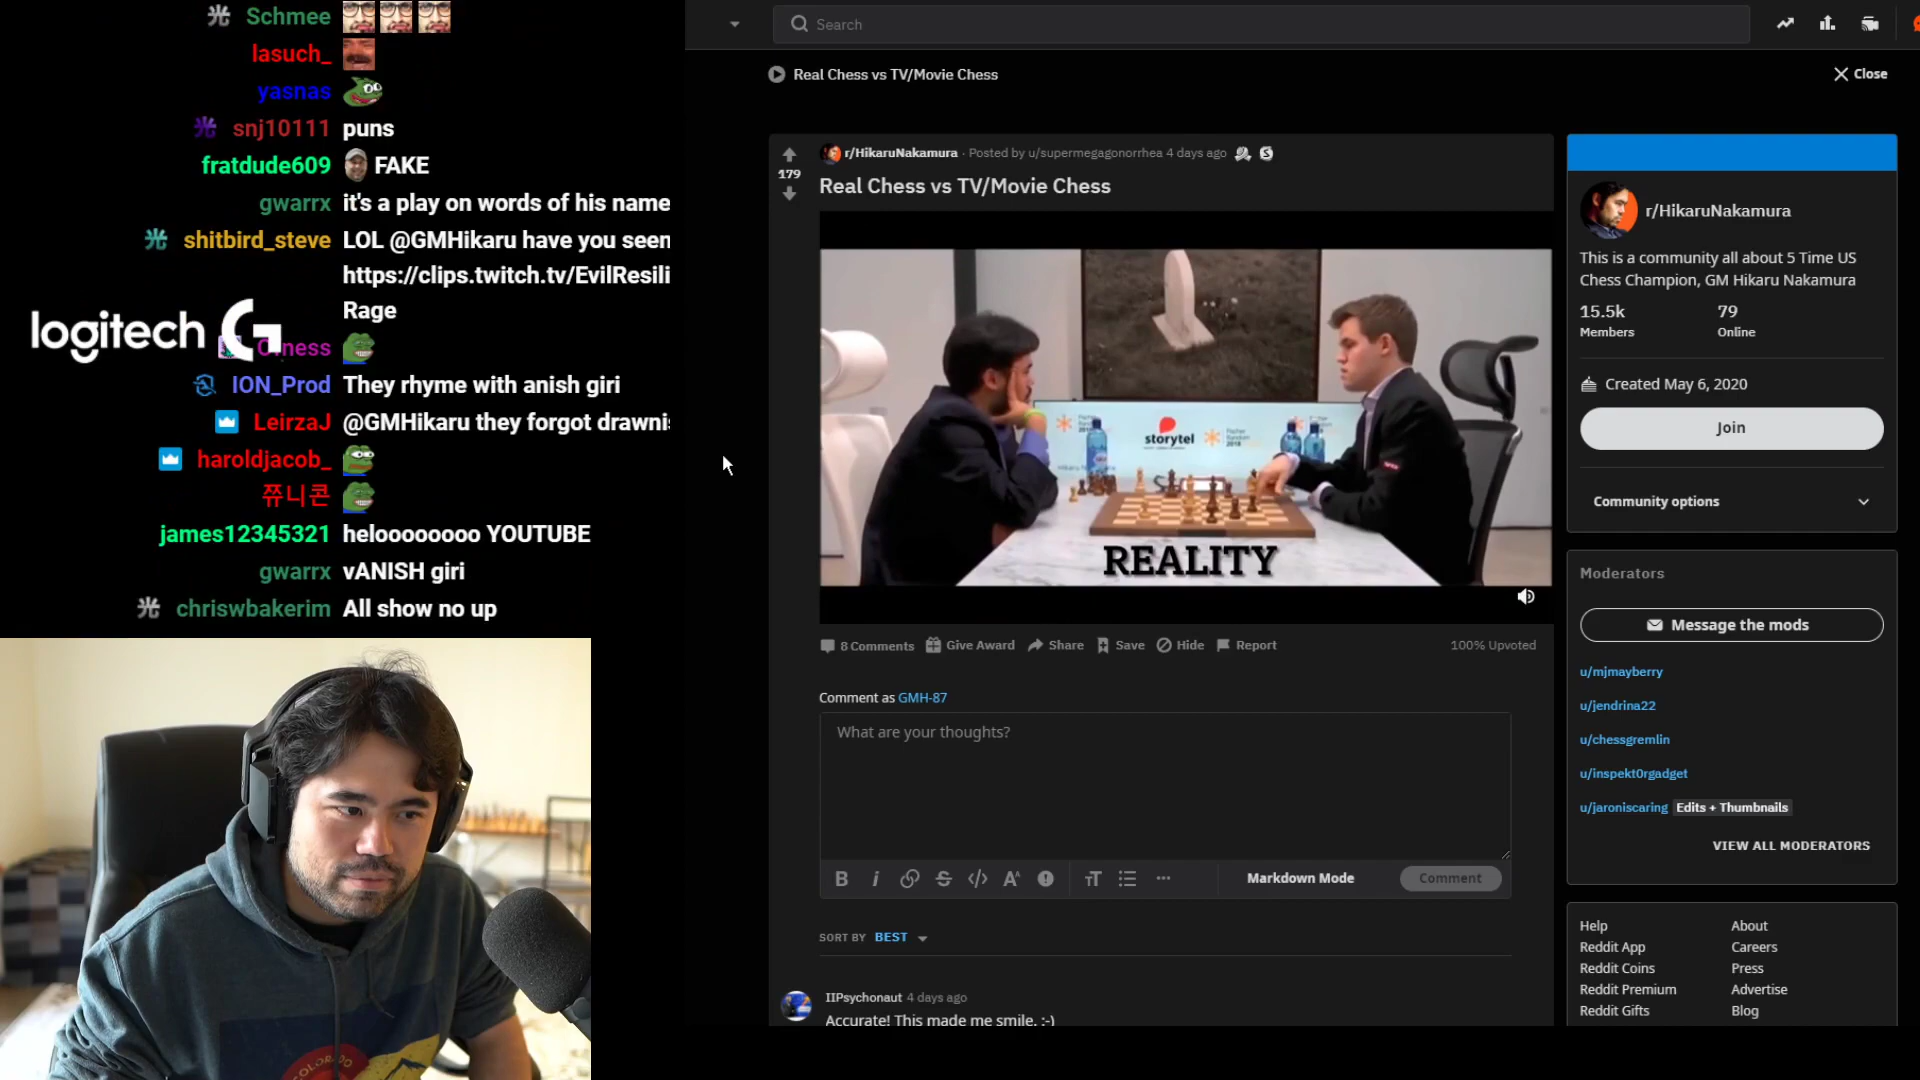 Schmee
lasuch_
yasnas
snj10111 puns
fratdude609 FAKE
gwarrx it's a play on words of his name
shitbird_steve LOL @GMHikaru have you seen
https://clips.twitch.tv/EvilResili
Rage
logitech G
ness
ION_Prod They rhyme with anish giri
LeirzaJ @GMHikaru they forgot drawnis
haroldjacob_
쮸니콘
james12345321 heloooooooo YOUTUBE
gwarrx vANISH giri
chriswbakerim All show no up
COLORADO
Search
Real Chess vs TV/Movie Chess
Close
r/HikaruNakamura · Posted by u/supermegagonorrhea 4 days ago
179
Real Chess vs TV/Movie Chess
storytel
Fischer
Random
REALITY
8 Comments Give Award Share Save Hide Report 100% Upvoted
Comment as GMH-87
What are your thoughts?
Markdown Mode Comment
SORT BY BEST
IIPsychonaut 4 days ago
Accurate! This made me smile. :-)
r/HikaruNakamura
This is a community all about 5 Time US
Chess Champion, GM Hikaru Nakamura
15.5k 79
Members Online
Created May 6, 2020
Join
Community options
Moderators
Message the mods
u/mjmayberry
u/jendrina22
u/chessgremlin
u/inspekt0rgadget
u/jaroniscaring Edits + Thumbnails
VIEW ALL MODERATORS
Help About
Reddit App Careers
Reddit Coins Press
Reddit Premium Advertise
Reddit Gifts Blog